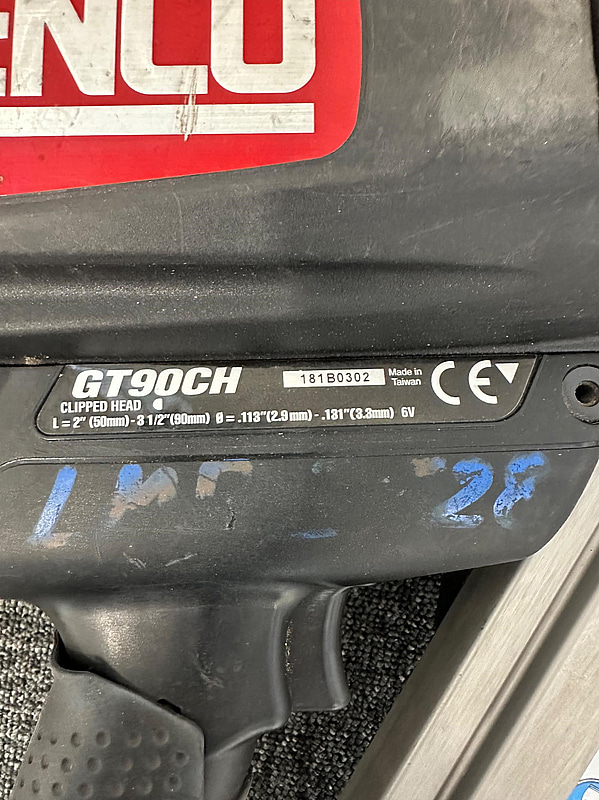 ENCO
GT90CH
181B0302
Made in
Taiwan
CE
CLIPPED HEAD
L = 2" (50mm) - 3 1/2" (90mm) ø = .113" (2.9mm) - .131" (3.3mm) 6V
28